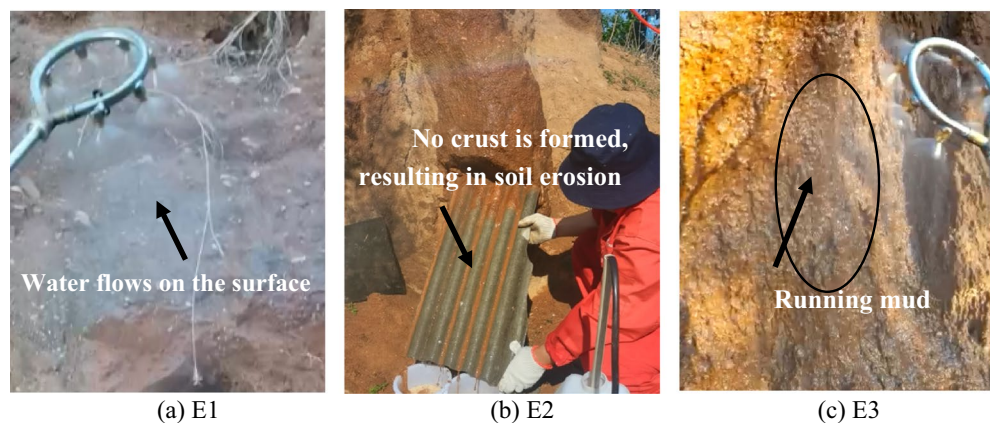 Water flows on the surface
No crust is formed,
resulting in soil erosion
Running mud
(a) E1
(b) E2
(c) E3